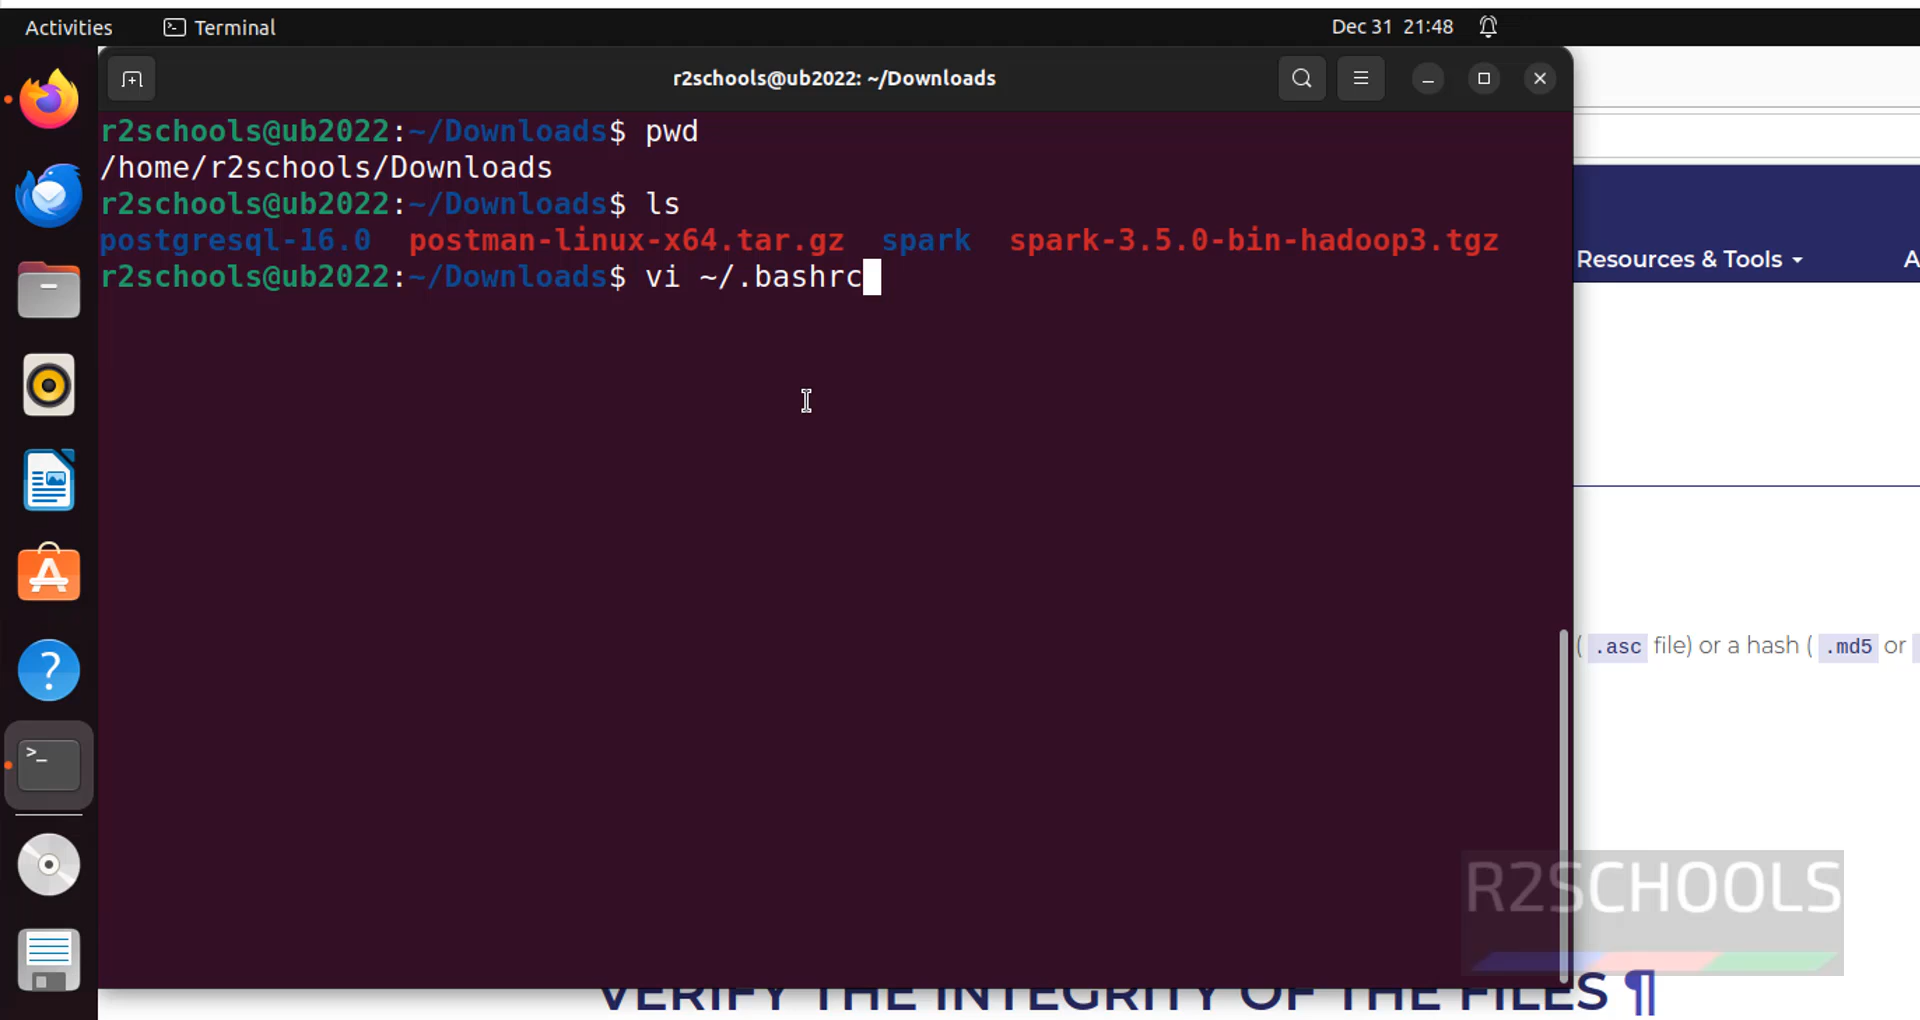 Activities Terminal Dec 31 21:48
r2schools@ub2022: ~/Downloads
r2schools@ub2022:~/Downloads$ pwd
/home/r2schools/Downloads
r2schools@ub2022:~/Downloads$ ls
postgresql-16.0 postman-linux-x64.tar.gz spark spark-3.5.0-bin-hadoop3.tgz
r2schools@ub2022:~/Downloads$ vi ~/.bashrc
Resources & Tools A
( .asc file) or a hash ( .md5 or
R2SCHOOLS
VERIFY THE INTEGRITY OF THE FILES ¶